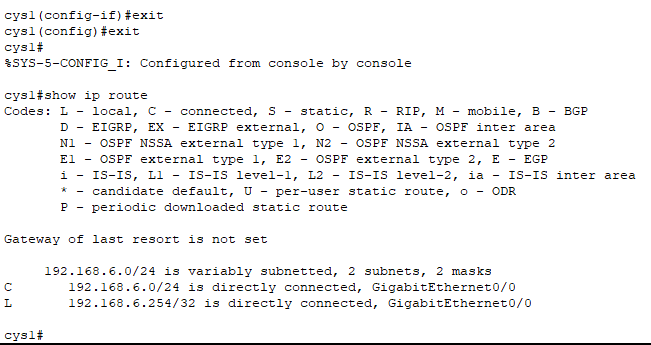 cys1(config-if)#exit
cys1(config)#exit
cys1#
%SYS-5-CONFIG_I: Configured from console by console
cys1#show ip route
Codes: L - local, C - connected, S - static, R - RIP, M - mobile, B - BGP
D - EIGRP, EX - EIGRP external, O - OSPF, IA - OSPF inter area
N1 - OSPF NSSA external type 1, N2 - OSPF NSSA external type 2
E1 - OSPF external type 1, E2 - OSPF external type 2, E - EGP
i - IS-IS, L1 - IS-IS level-1, L2 - IS-IS level-2, ia - IS-IS inter area
* - candidate default, U - per-user static route, o - ODR
P - periodic downloaded static route
Gateway of last resort is not set
192.168.6.0/24 is variably subnetted, 2 subnets, 2 masks
C 192.168.6.0/24 is directly connected, GigabitEthernet0/0
L 192.168.6.254/32 is directly connected, GigabitEthernet0/0
cys1#